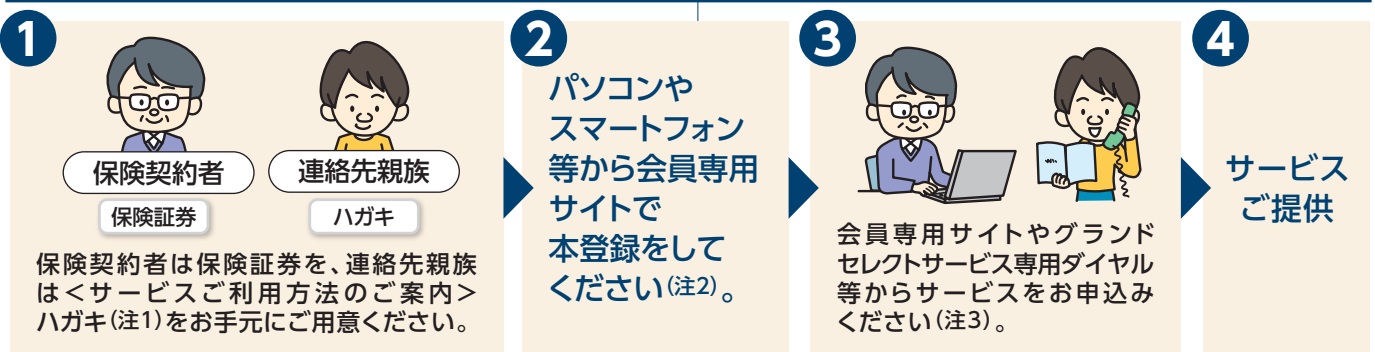 1
保険契約者
連絡先親族
保険証券
ハガキ
保険契約者は保険証券を、連絡先親族
は＜サービスご利用方法のご案内＞
ハガキ(注1)をお手元にご用意ください。
2
パソコンや
スマートフォン
等から会員専用
サイトで
本登録をして
ください(注2)。
3
会員専用サイトやグランド
セレクトサービス専用ダイヤル
等からサービスをお申込み
ください(注3)。
4
サービス
ご提供